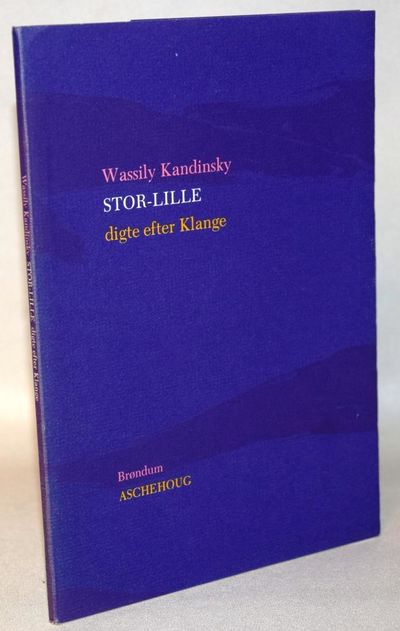 Wassily Kandinsky
STOR-LILLE
digte efter Klange
Brøndum
ASCHEHOUG
Wassily Kandinsky STOR-LILLE digte efter Klange